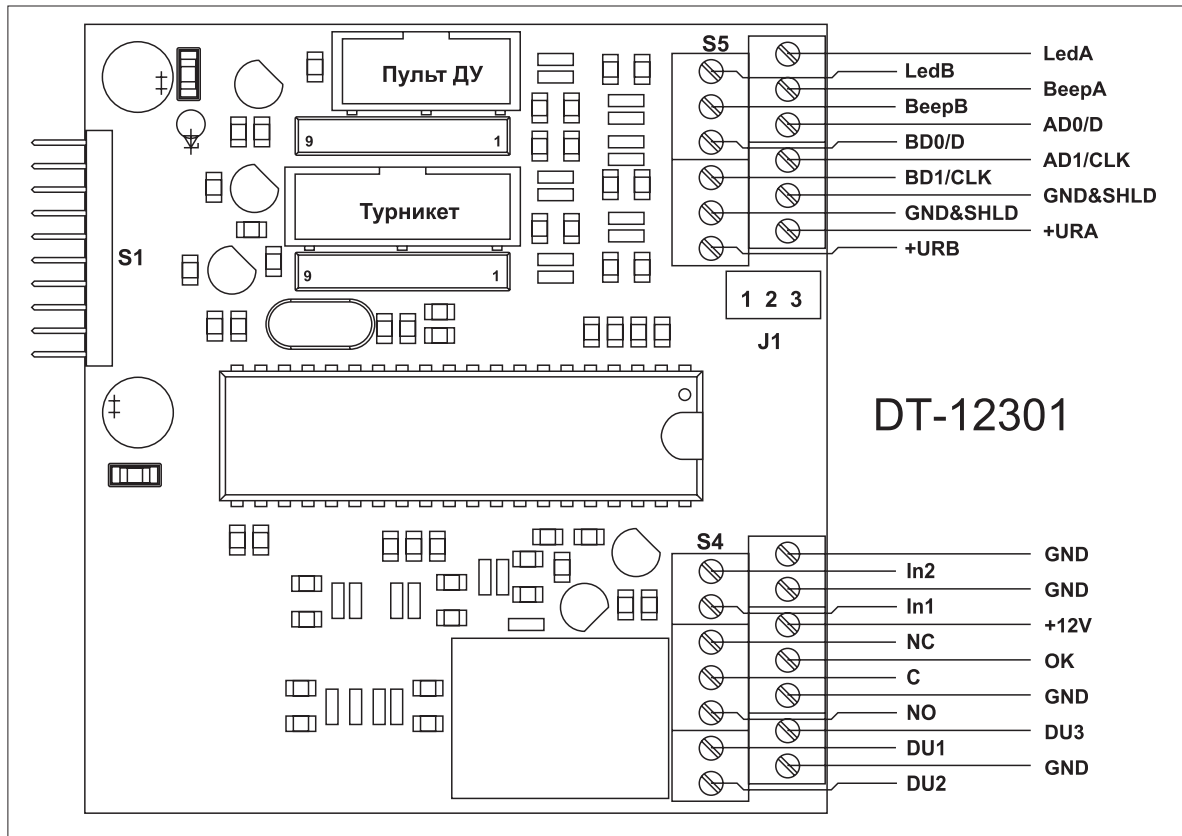 S5
LedA
LedB
BeepA
BeepB
AD0/D
BD0/D
AD1/CLK
BD1/CLK
GND&SHLD
GND&SHLD
+URA
+URB
Пульт ДУ
9 1
Турникет
9 1
S1
1 2 3
J1
DT-12301
S4
GND
In2
GND
In1
+12V
NC
OK
C
GND
NO
DU3
DU1
GND
DU2